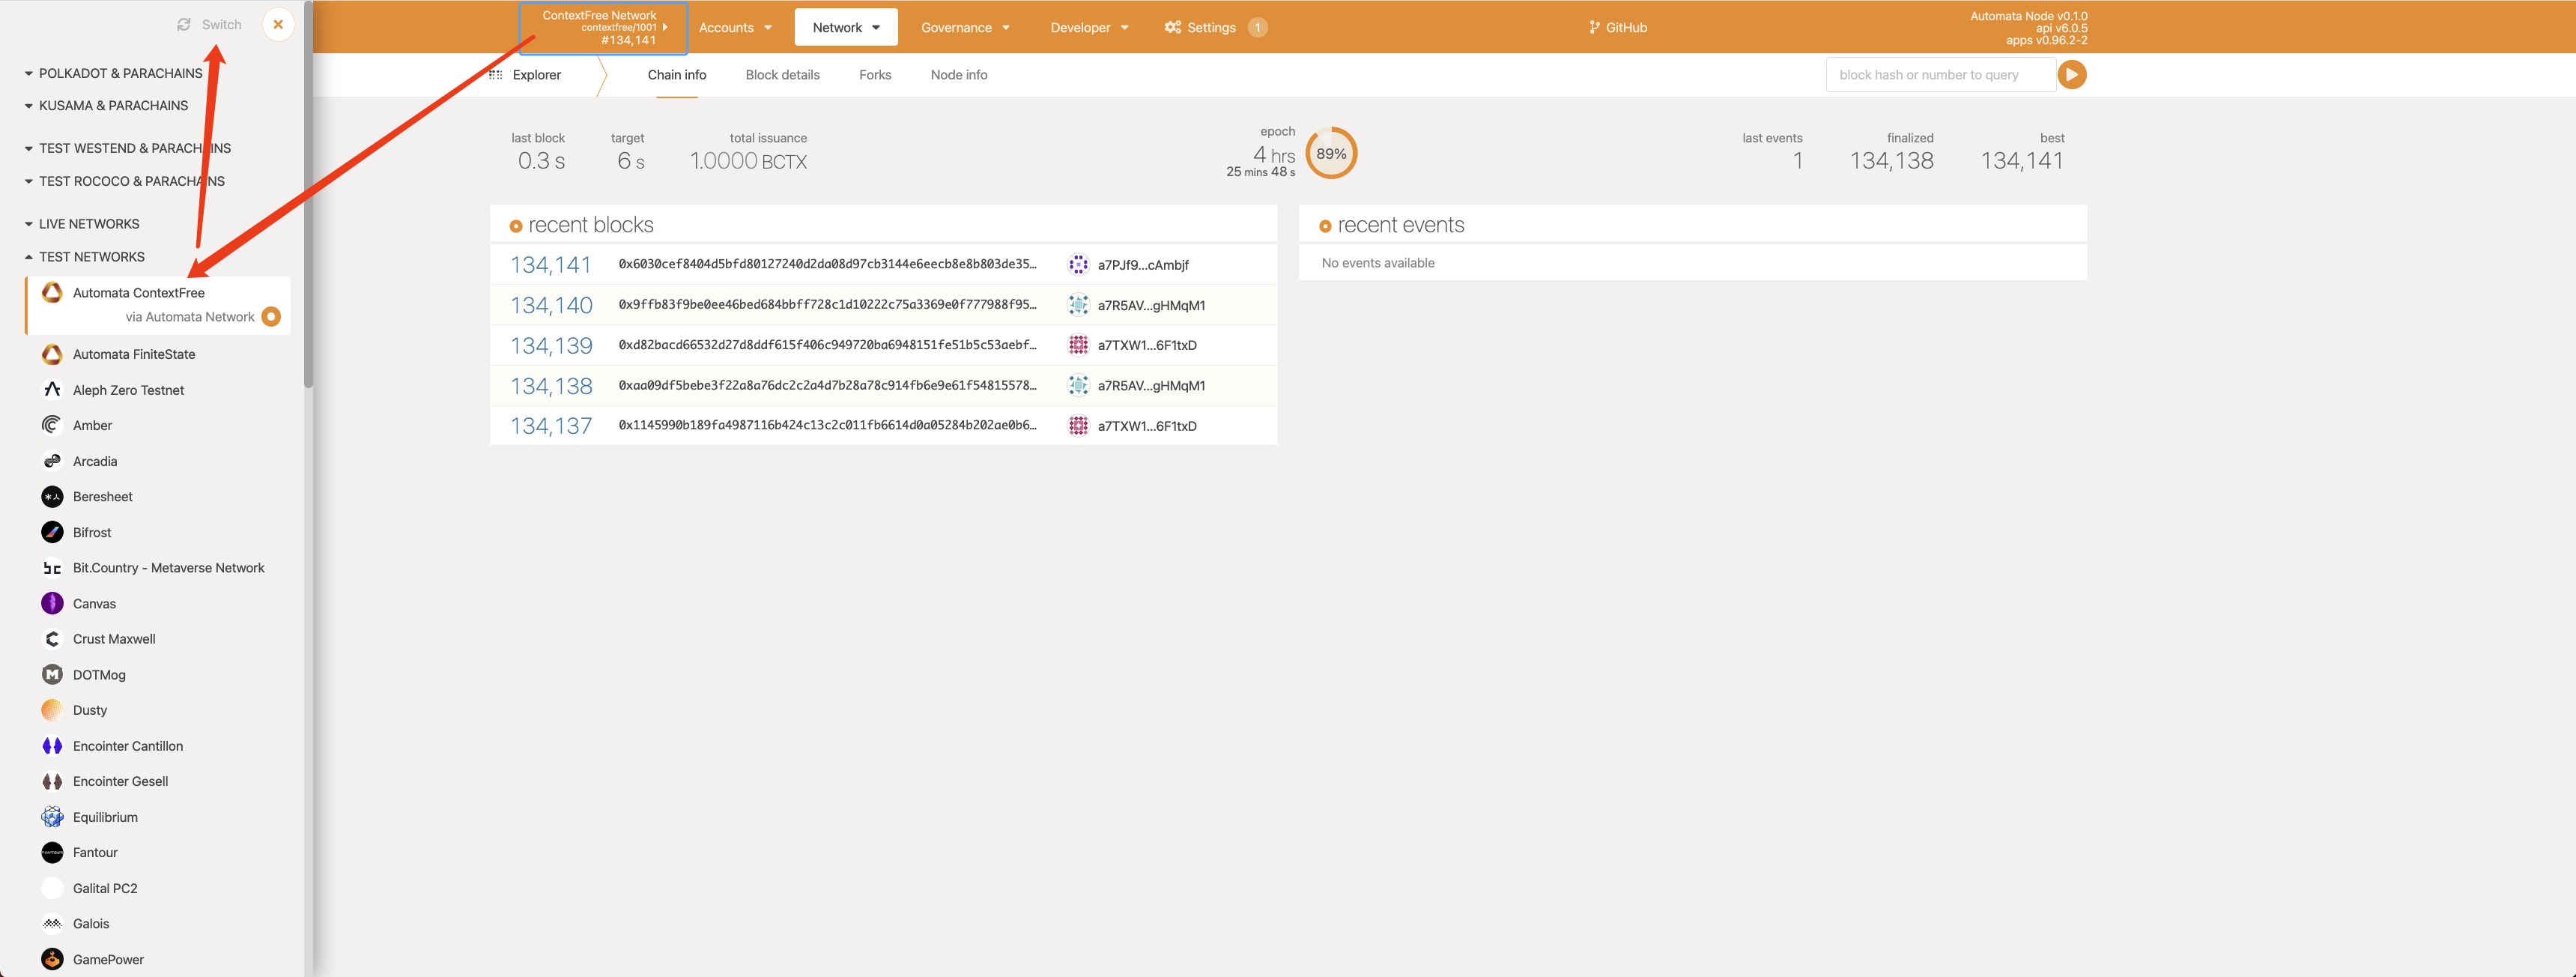 Switch
POLKADOT & PARACHAINS
KUSAMA & PARACHAINS
TEST WESTEND & PARACHAINS
TEST ROCOCO & PARACHAINS
LIVE NETWORKS
TEST NETWORKS
Automata ContextFree
via Automata Network
Automata FiniteState
Aleph Zero Testnet
Amber
Arcadia
Beresheet
Bifrost
Bit.Country - Metaverse Network
Canvas
Crust Maxwell
DOTMog
Dusty
Encointer Cantillon
Encointer Gesell
Equilibrium
Fantour
Galital PC2
Galois
GamePower
ContextFree Network
contextfree/1001
#134,141
Accounts
Network
Governance
Developer
Settings 1
GitHub
Automata Node v0.1.0
api v6.0.5
apps v0.96.2-2
Explorer
Chain info
Block details
Forks
Node info
block hash or number to query
last block
0.3 s
target
6 s
total issuance
1.0000 BCTX
epoch
4 hrs
25 mins 48 s
89%
last events
1
finalized
134,138
best
134,141
recent blocks
134,141 0x6030cef8404d5bfd80127240d2da08d97cb3144e6eecb8e8b803de35… a7PJf9…cAmbjf
134,140 0x9ffb83f9be0ee46bed684bbff728c1d10222c75a3369e0f777988f95… a7R5AV…gHMqM1
134,139 0xd82bacd66532d27d8ddf615f406c949720ba6948151fe51b5c53aebf… a7TXW1…6F1txD
134,138 0xaa09df5bebe3f22a8a76dc2c2a4d7b28a78c914fb6e9e61f54815578… a7R5AV…gHMqM1
134,137 0x1145990b189fa4987116b424c13c2c011fb6614d0a05284b202ae0b6… a7TXW1…6F1txD
recent events
No events available